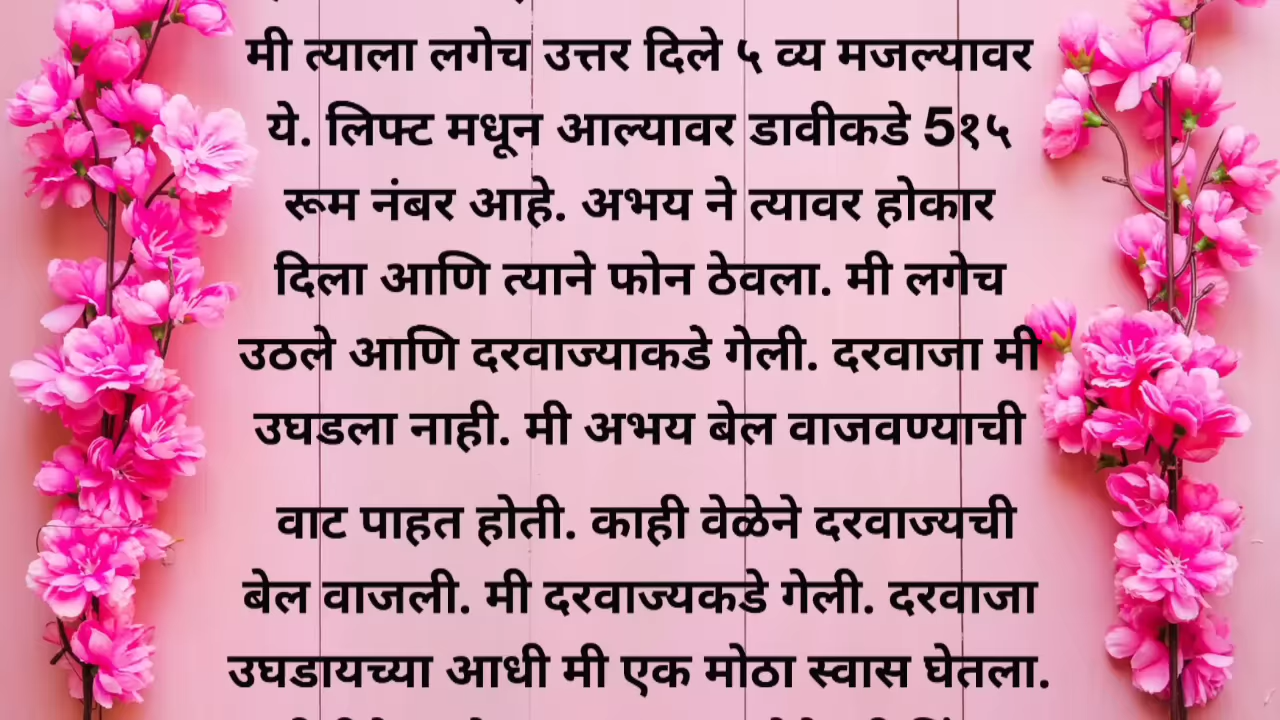 मी त्याला लगेच उत्तर दिले ५ व्य मजल्यावर
ये. लिफ्ट मधून आल्यावर डावीकडे 5१५
रूम नंबर आहे. अभय ने त्यावर होकार
दिला आणि त्याने फोन ठेवला. मी लगेच
उठले आणि दरवाज्याकडे गेली. दरवाजा मी
उघडला नाही. मी अभय बेल वाजवण्याची
वाट पाहत होती. काही वेळेने दरवाज्यची
बेल वाजली. मी दरवाज्यकडे गेली. दरवाजा
उघडायच्या आधी मी एक मोठा स्वास घेतला.